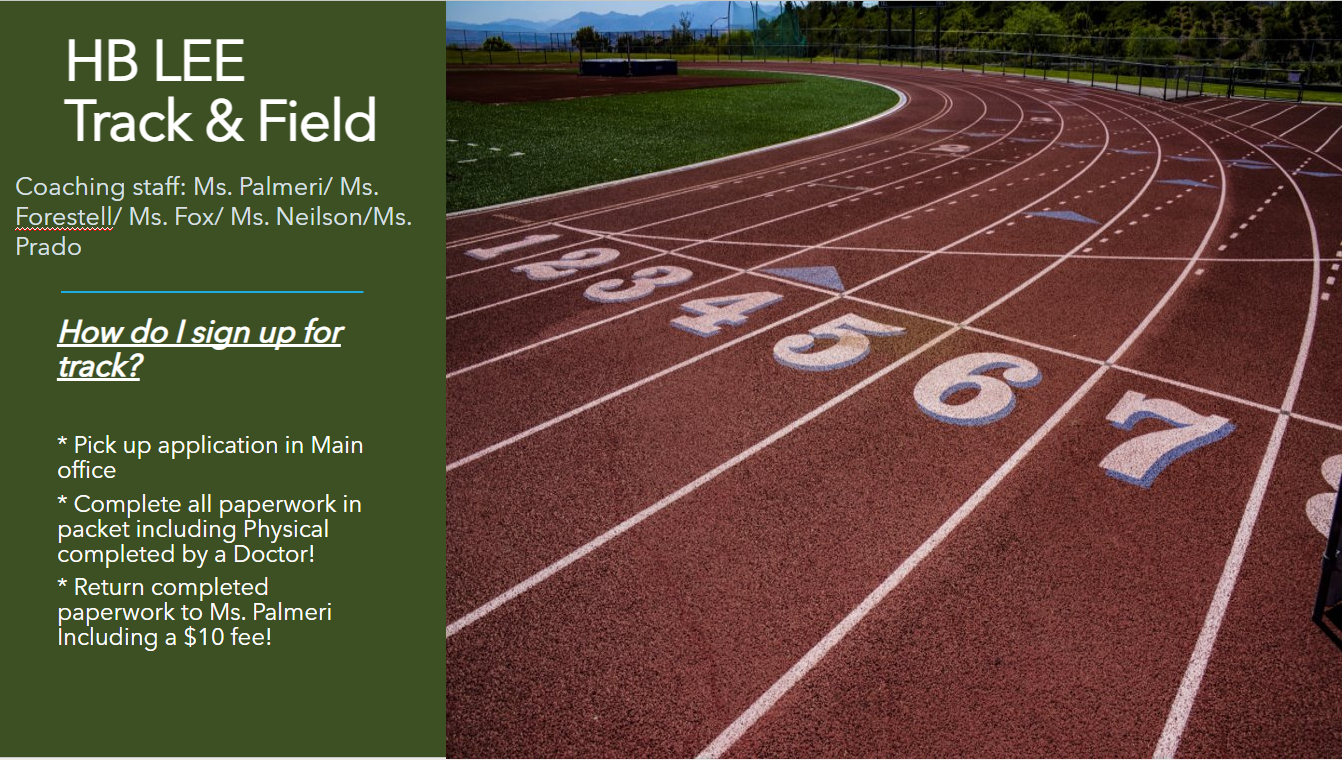 HB LEE
Track & Field
Coaching staff: Ms. Palmeri/ Ms.
Forestell/ Ms. Fox/ Ms. Neilson/Ms.
Prado
How do I sign up for
track?
* Pick up application in Main
office
* Complete all paperwork in
packet including Physical
completed by a Doctor!
* Return completed
paperwork to Ms. Palmeri
Including a $10 fee!
1 2 3 4 5 6 7